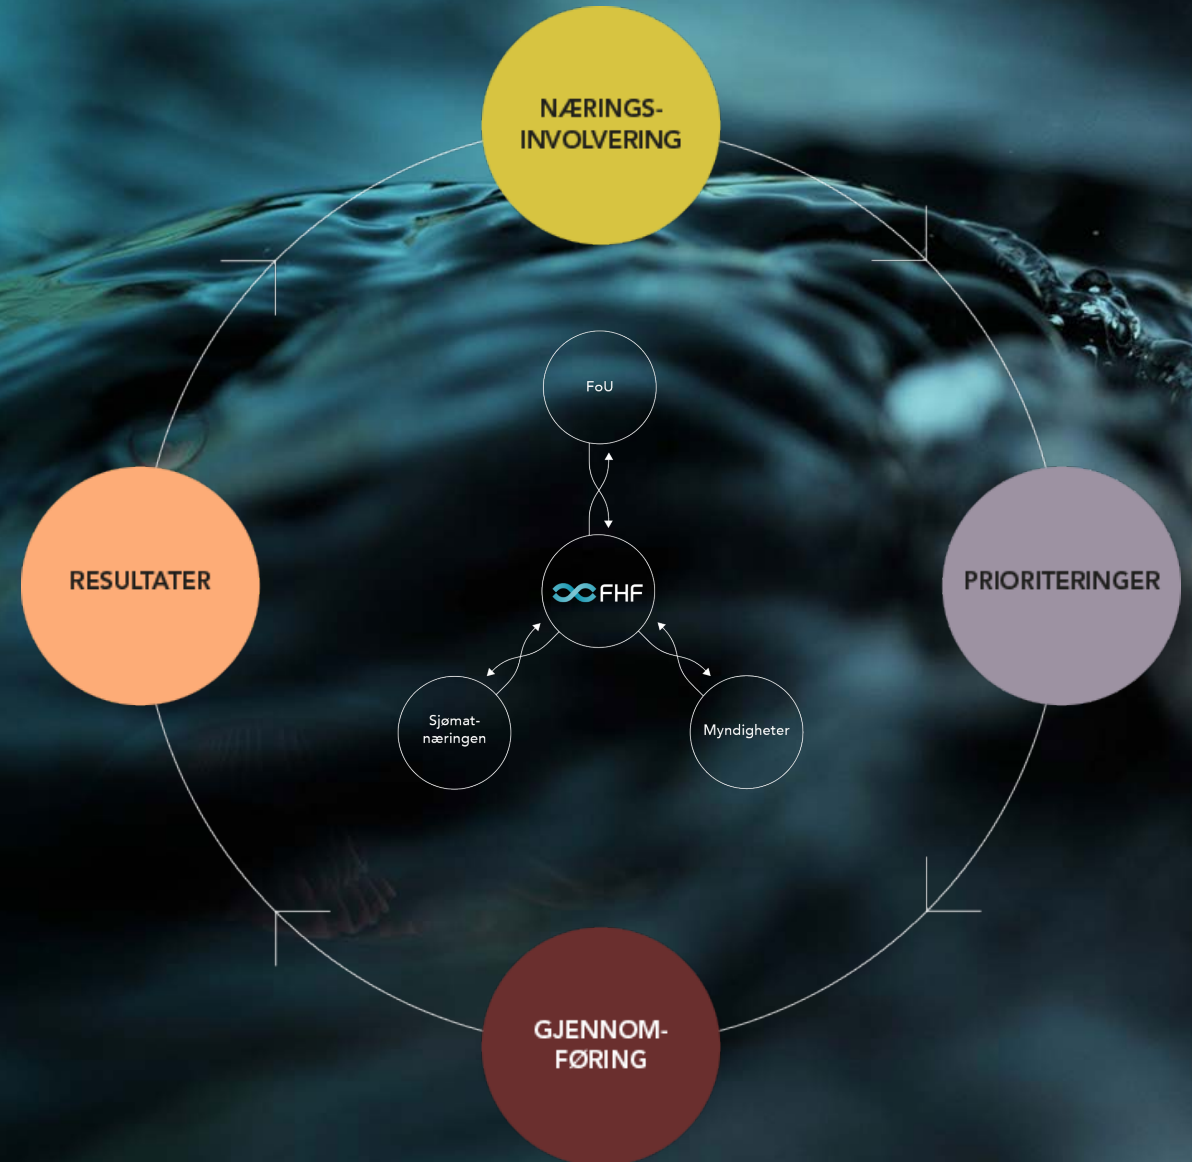 NÆRINGS-
INVOLVERING
FoU
RESULTATER
FHF
PRIORITERINGER
Sjømat-
næringen
Myndigheter
GJENNOM-
FØRING